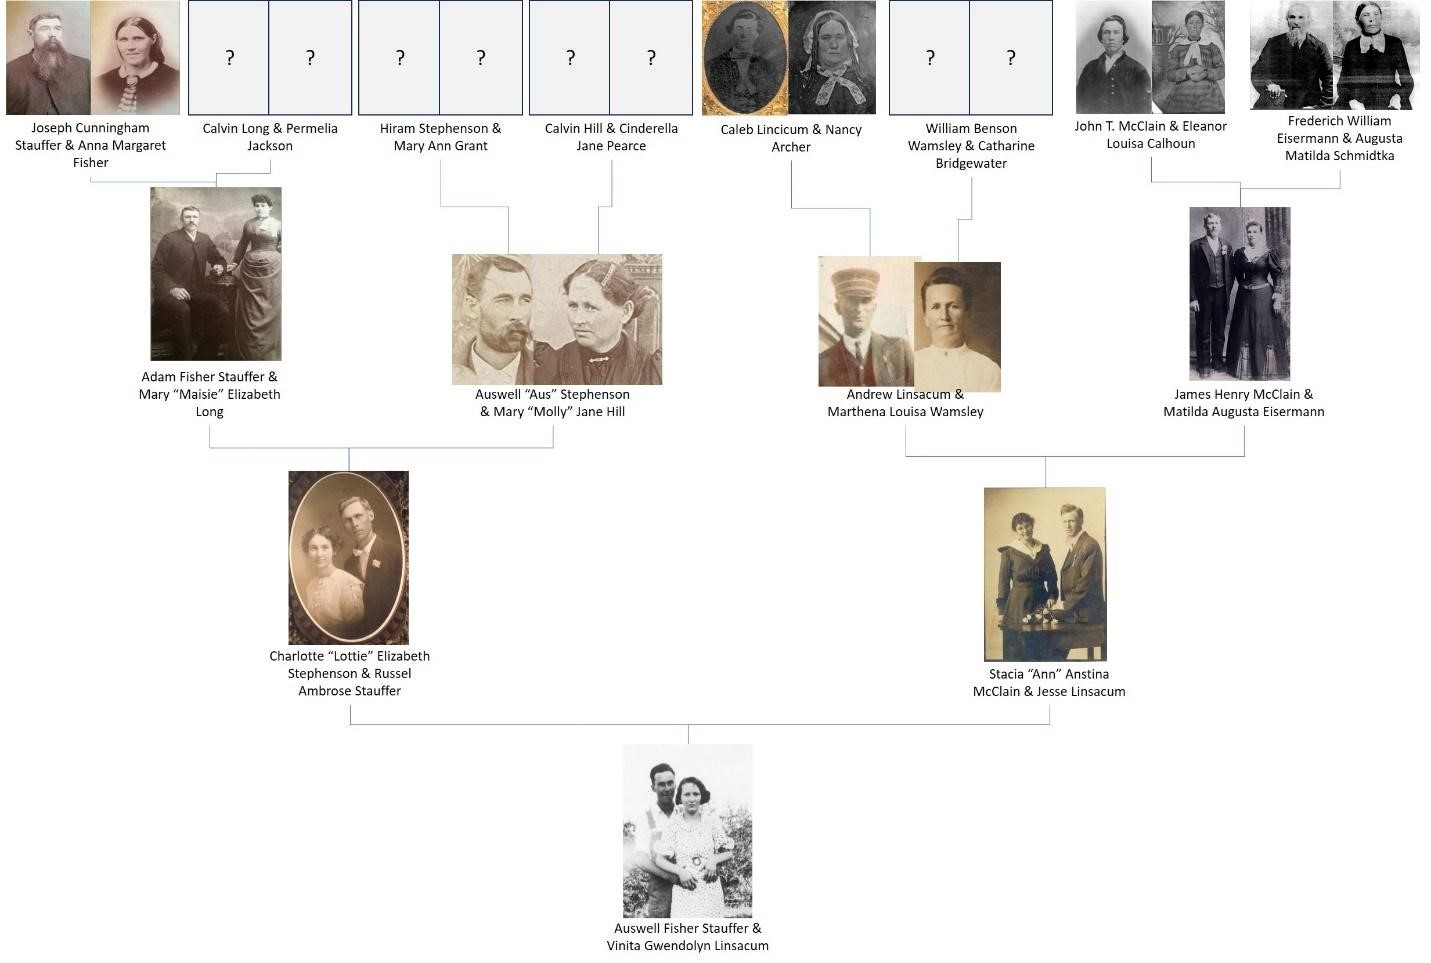 ?
?
?
?
?
?
?
?
Joseph Cunningham
Stauffer & Anna Margaret
Fisher
Calvin Long & Permelia
Jackson
Hiram Stephenson &
Mary Ann Grant
Calvin Hill & Cinderella
Jane Pearce
Caleb Lincicum & Nancy
Archer
William Benson
Wamsley & Catharine
Bridgewater
John T. McClain & Eleanor
Louisa Calhoun
Frederich William
Eisermann & Augusta
Matilda Schmidtka
Adam Fisher Stauffer &
Mary “Maisie” Elizabeth
Long
Auswell “Aus” Stephenson
& Mary “Molly” Jane Hill
Andrew Linsacum &
Marthena Louisa Wamsley
James Henry McClain &
Matilda Augusta Eisermann
Charlotte “Lottie” Elizabeth
Stephenson & Russel
Ambrose Stauffer
Stacia “Ann” Anstina
McClain & Jesse Linsacum
Auswell Fisher Stauffer &
Vinita Gwendolyn Linsacum